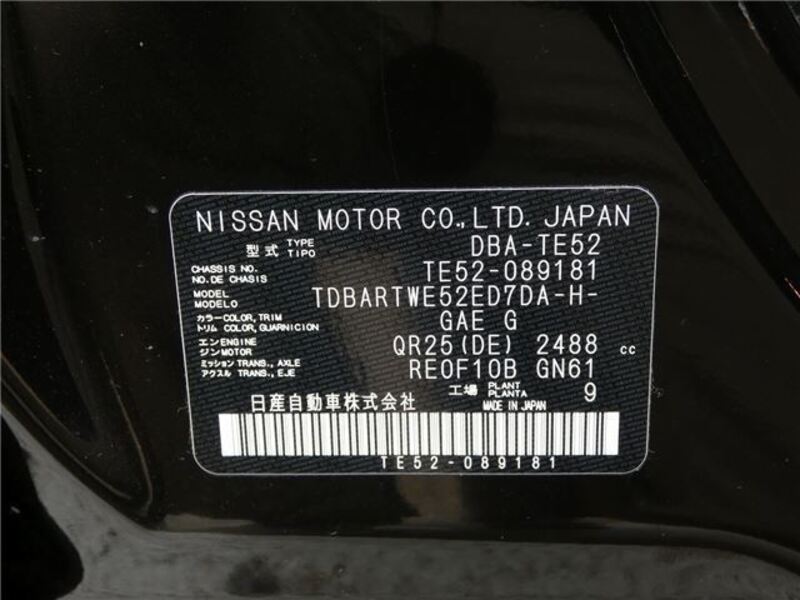 NISSAN MOTOR CO.,LTD. JAPAN
型式 TYPE TIPO DBA-TE52
CHASSIS NO. NO.DE CHASIS TE52-089181
MODEL MODELO TDBARTWE52ED7DA-H-
カラー COLOR, TRIM トリム COLOR, GUARNICION GAE G
エンジン ENGINE MOTOR QR25(DE) 2488 cc
ミッション TRANS., AXLE アクスル TRANS., EJE RE0F10B GN61
工場 PLANT PLANTA 9
日産自動車株式会社 MADE IN JAPAN
TE52-089181